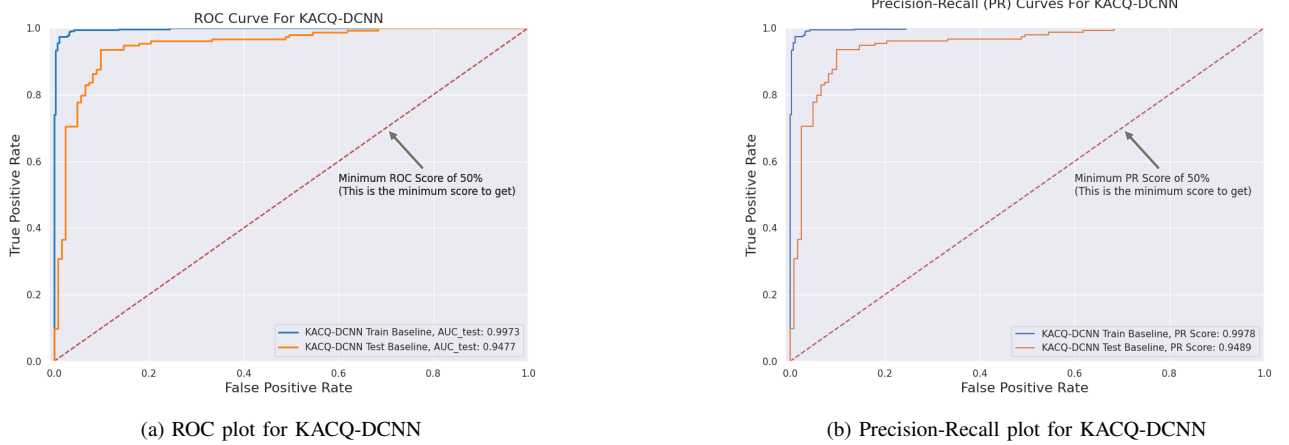 ROC Curve For KACQ-DCNN
1.0
0.8
0.6
0.4
0.2
0.0
True Positive Rate
Minimum ROC Score of 50%
(This is the minimum score to get)
KACQ-DCNN Train Baseline, AUC_test: 0.9973
KACQ-DCNN Test Baseline, AUC_test: 0.9477
0.0 0.2 0.4 0.6 0.8 1.0
False Positive Rate
(a) ROC plot for KACQ-DCNN
Precision-Recall (PR) Curves For KACQ-DCNN
1.0
0.8
0.6
0.4
0.2
0.0
True Positive Rate
Minimum PR Score of 50%
(This is the minimum score to get)
KACQ-DCNN Train Baseline, PR Score: 0.9978
KACQ-DCNN Test Baseline, PR Score: 0.9489
0.0 0.2 0.4 0.6 0.8 1.0
False Positive Rate
(b) Precision-Recall plot for KACQ-DCNN